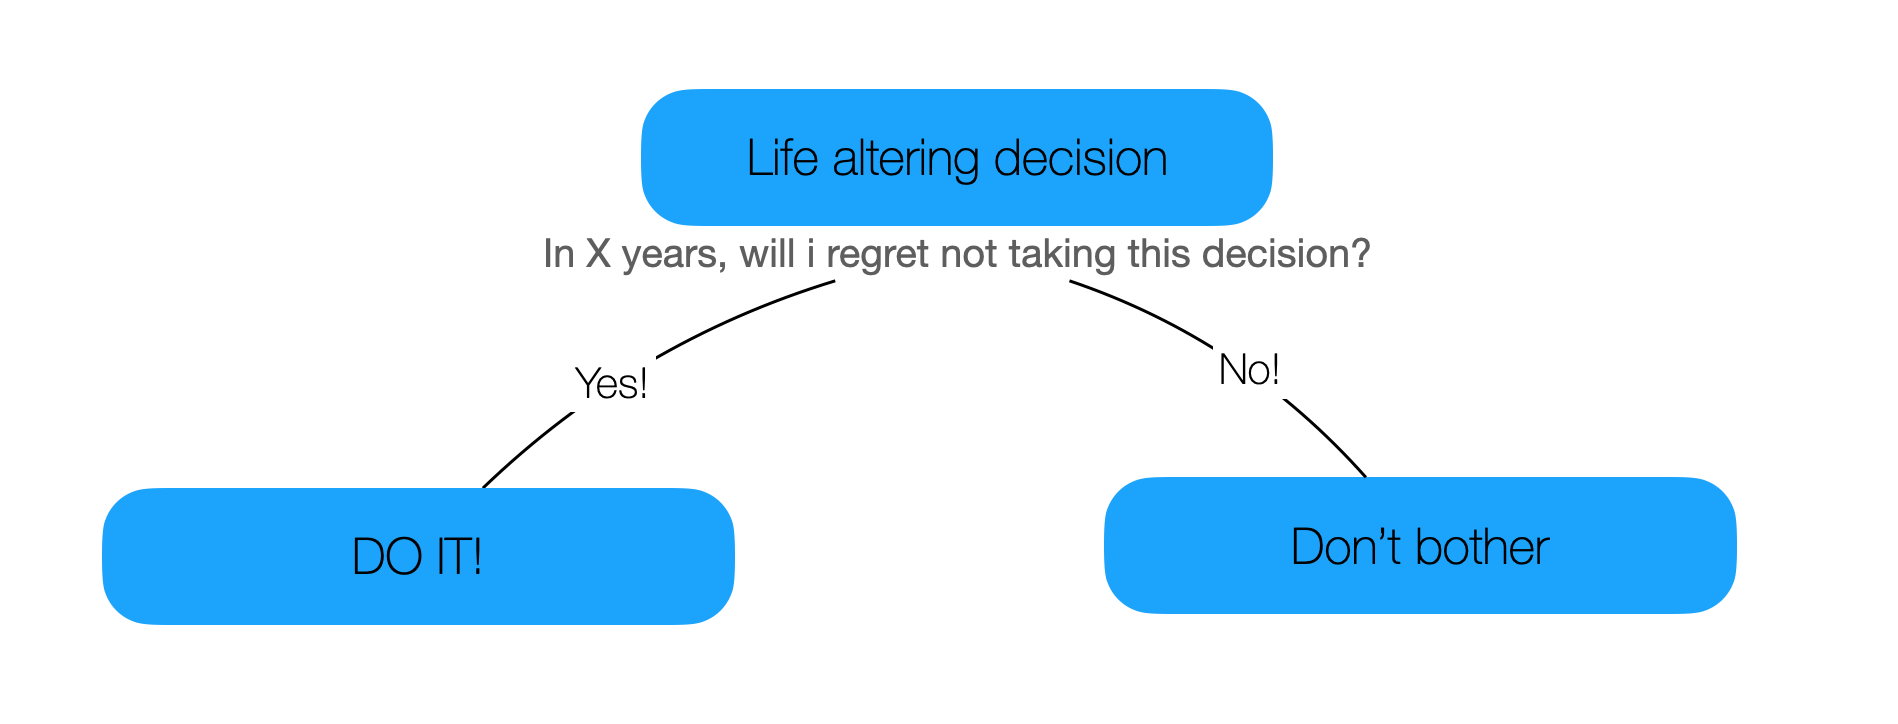 Life altering decision
In X years, will i regret not taking this decision?
Yes!
No!
DO IT!
Don’t bother